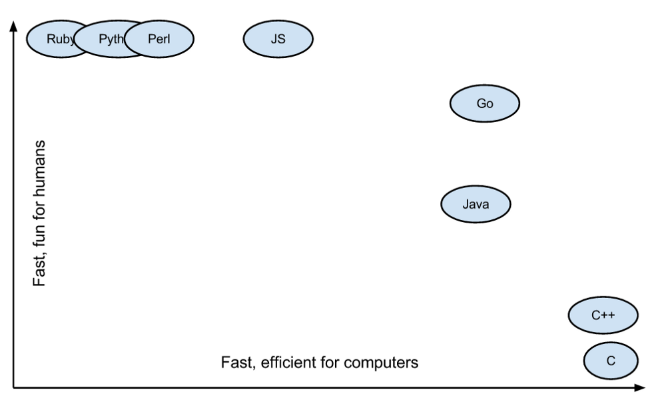 Ruby
Pyth
Perl
JS
Go
Fast, fun for humans
Java
C++
Fast, efficient for computers
C